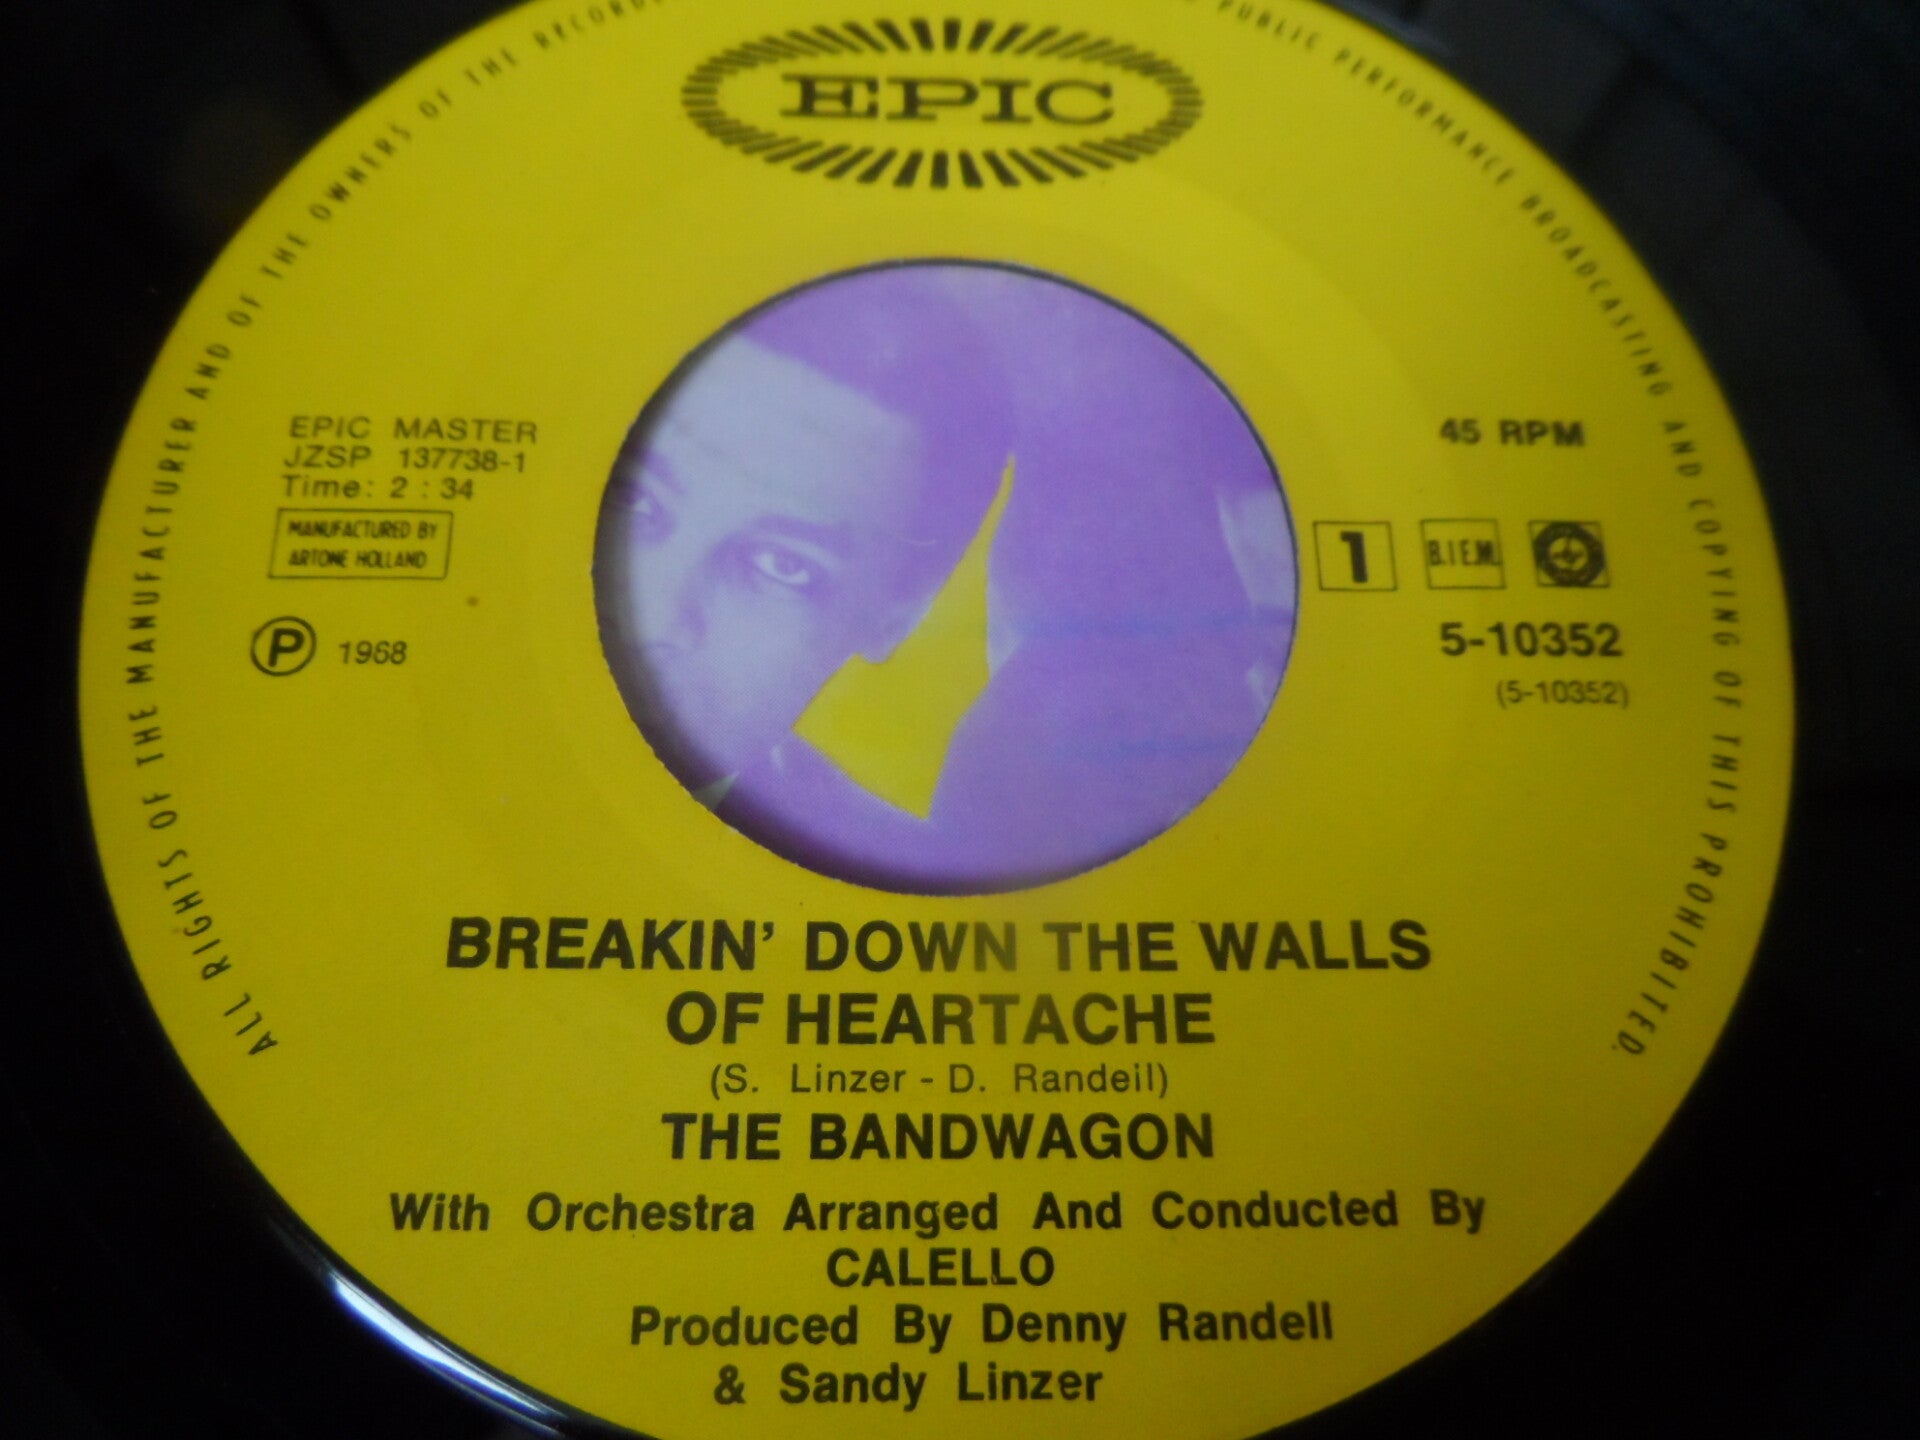 EPIC
ALL RIGHTS OF THE MANUFACTURER AND OF THE OWNERS OF THE RECORDED
PUBLIC PERFORMANCE BROADCASTING AND COPYING OF THIS PROHIBITED.
EPIC MASTER
JZSP 137738-1
Time: 2 : 34
MANUFACTURED BY
ARTONE HOLLAND
P 1968
45 RPM
1 B.I.E.M.
5-10352
(5-10352)
BREAKIN' DOWN THE WALLS
OF HEARTACHE
(S. Linzer - D. Randell)
THE BANDWAGON
With Orchestra Arranged And Conducted By
CALELLO
Produced By Denny Randell
& Sandy Linzer